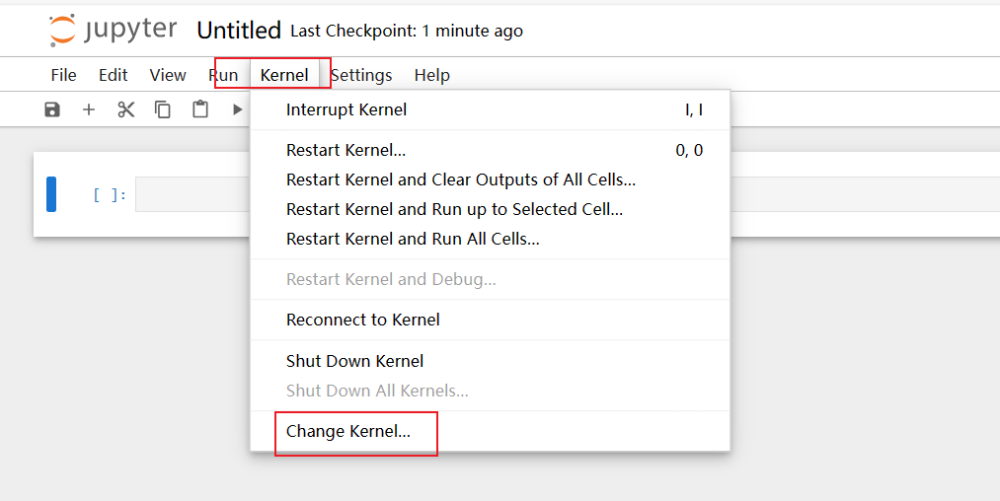 jupyter Untitled Last Checkpoint: 1 minute ago
File Edit View Run Kernel Settings Help
Interrupt Kernel I, I
Restart Kernel... 0, 0
[ ]:
Restart Kernel and Clear Outputs of All Cells...
Restart Kernel and Run up to Selected Cell...
Restart Kernel and Run All Cells...
Restart Kernel and Debug...
Reconnect to Kernel
Shut Down Kernel
Shut Down All Kernels...
Change Kernel...